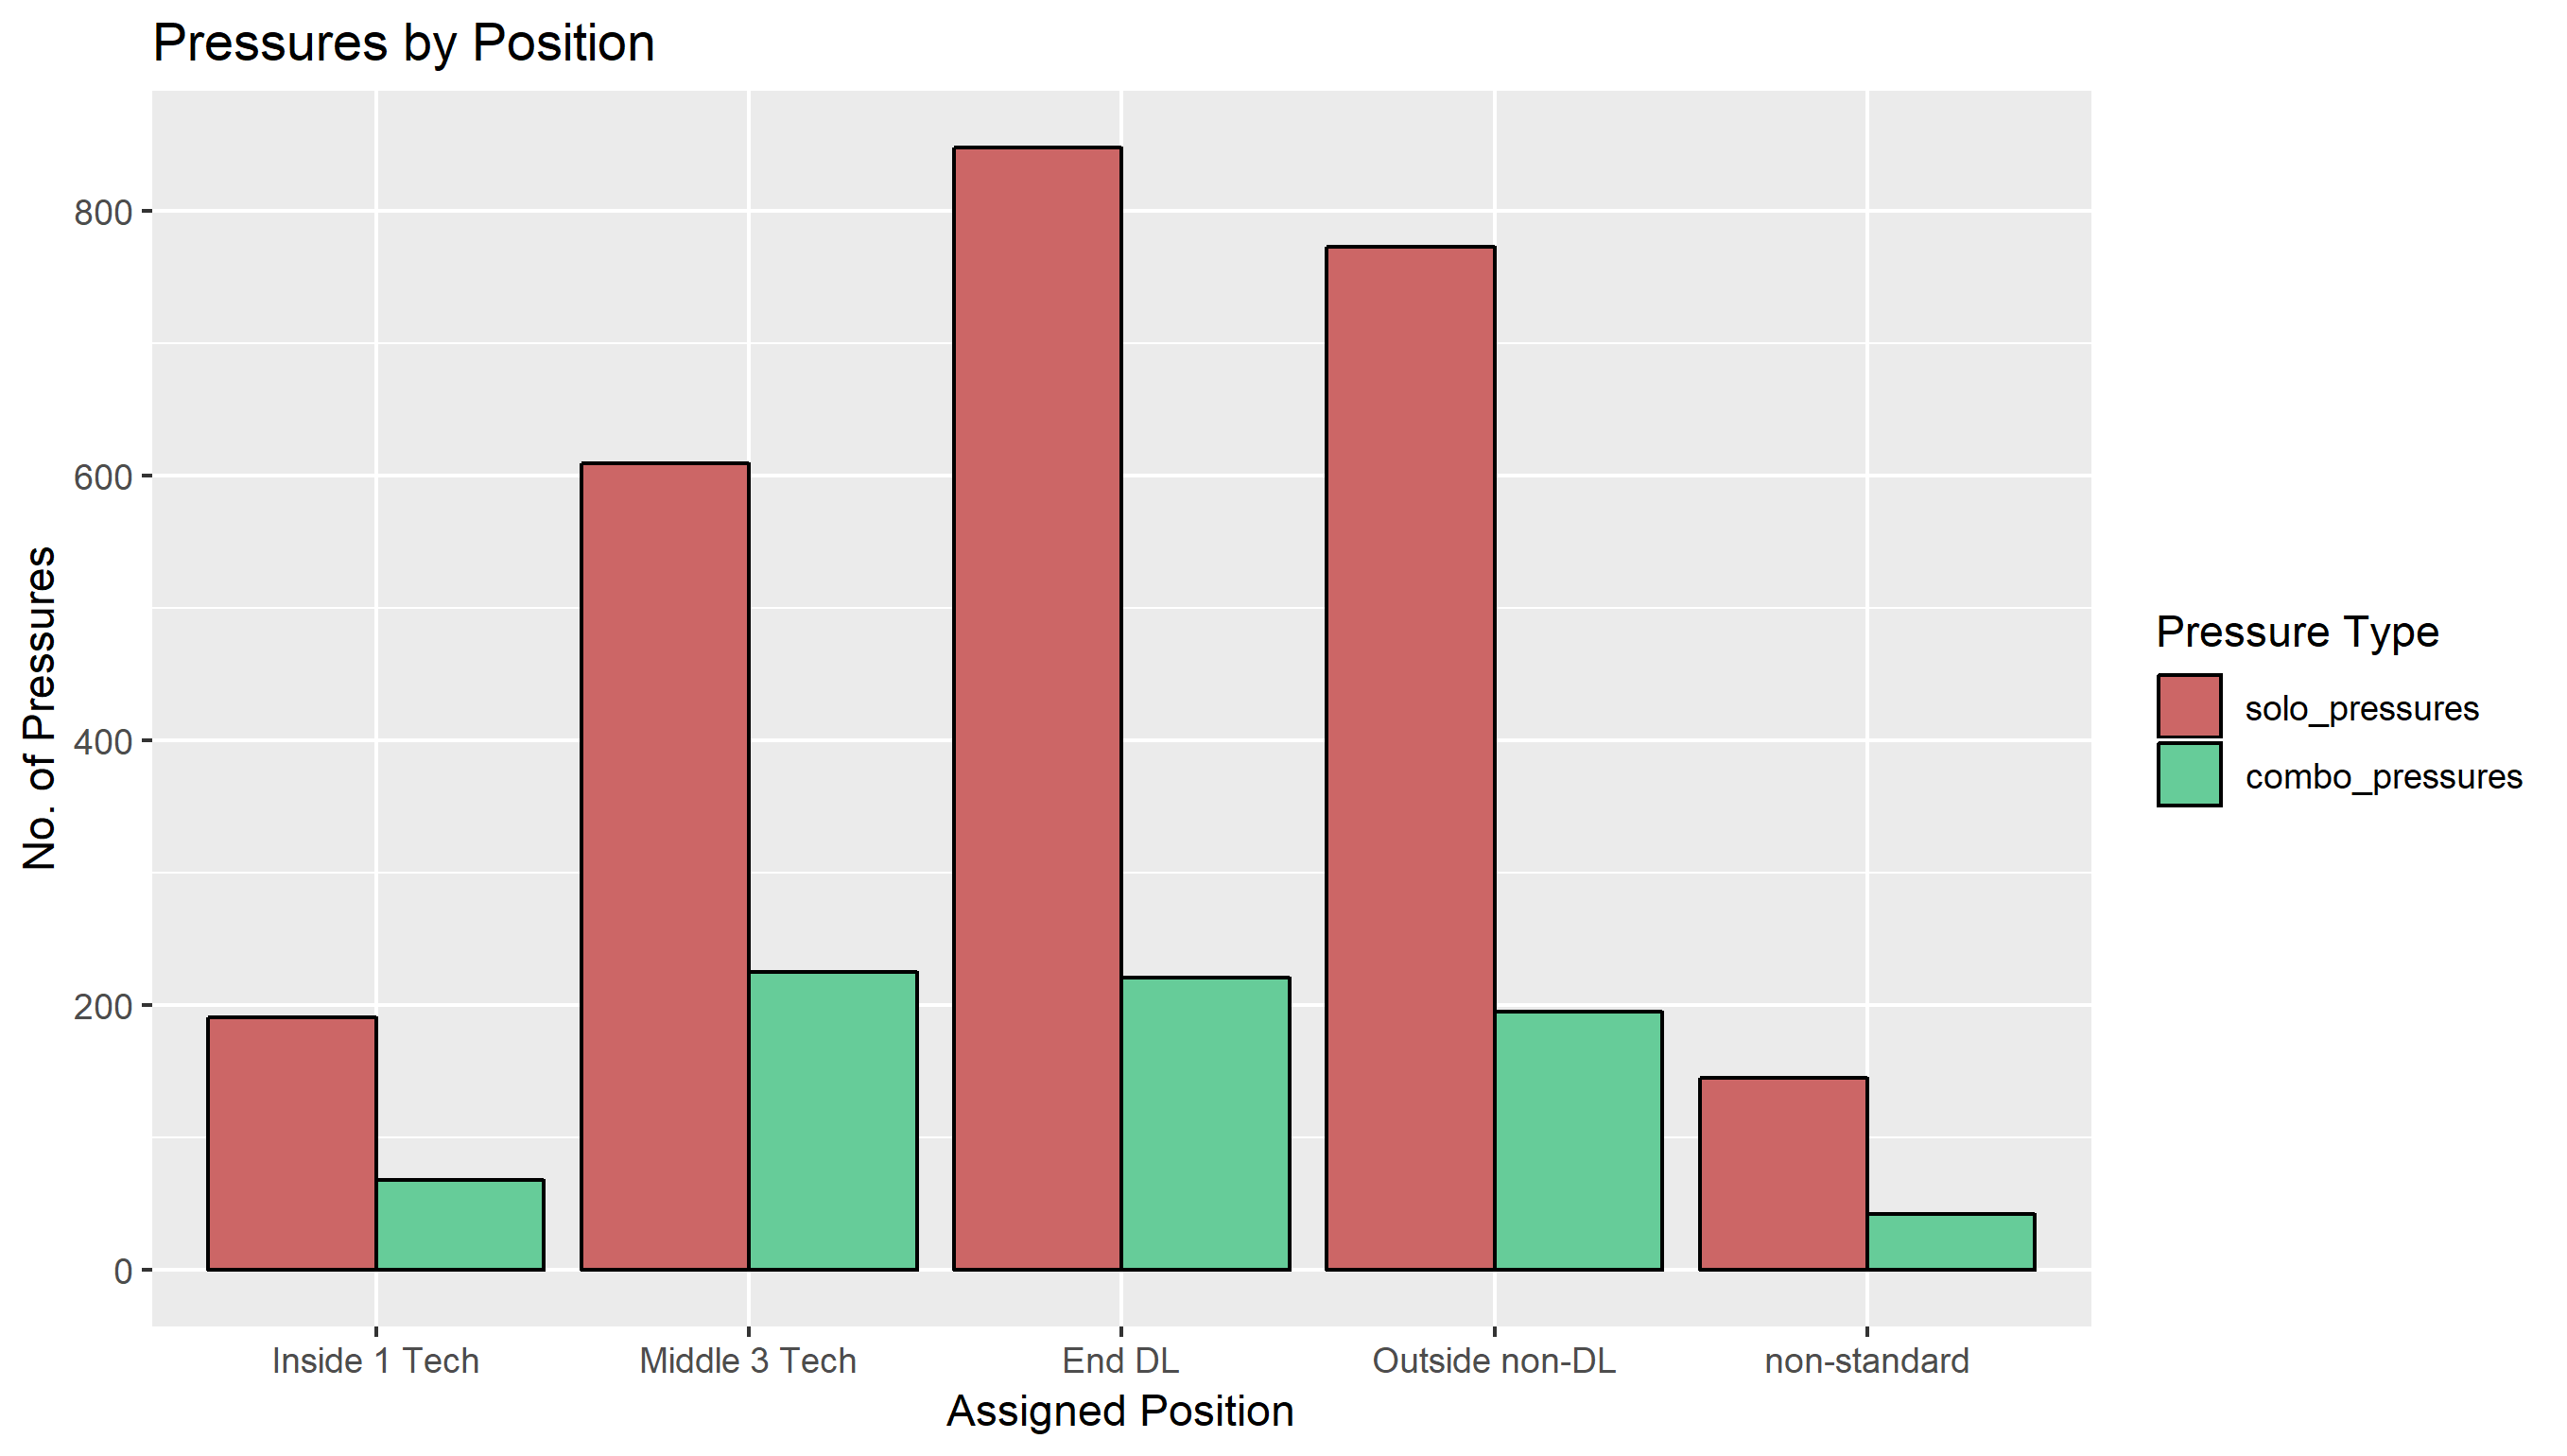 Pressures by Position
No. of Pressures
800
600
400
200
0
Inside 1 Tech
Middle 3 Tech
End DL
Outside non-DL
non-standard
Assigned Position
Pressure Type
solo_pressures
combo_pressures